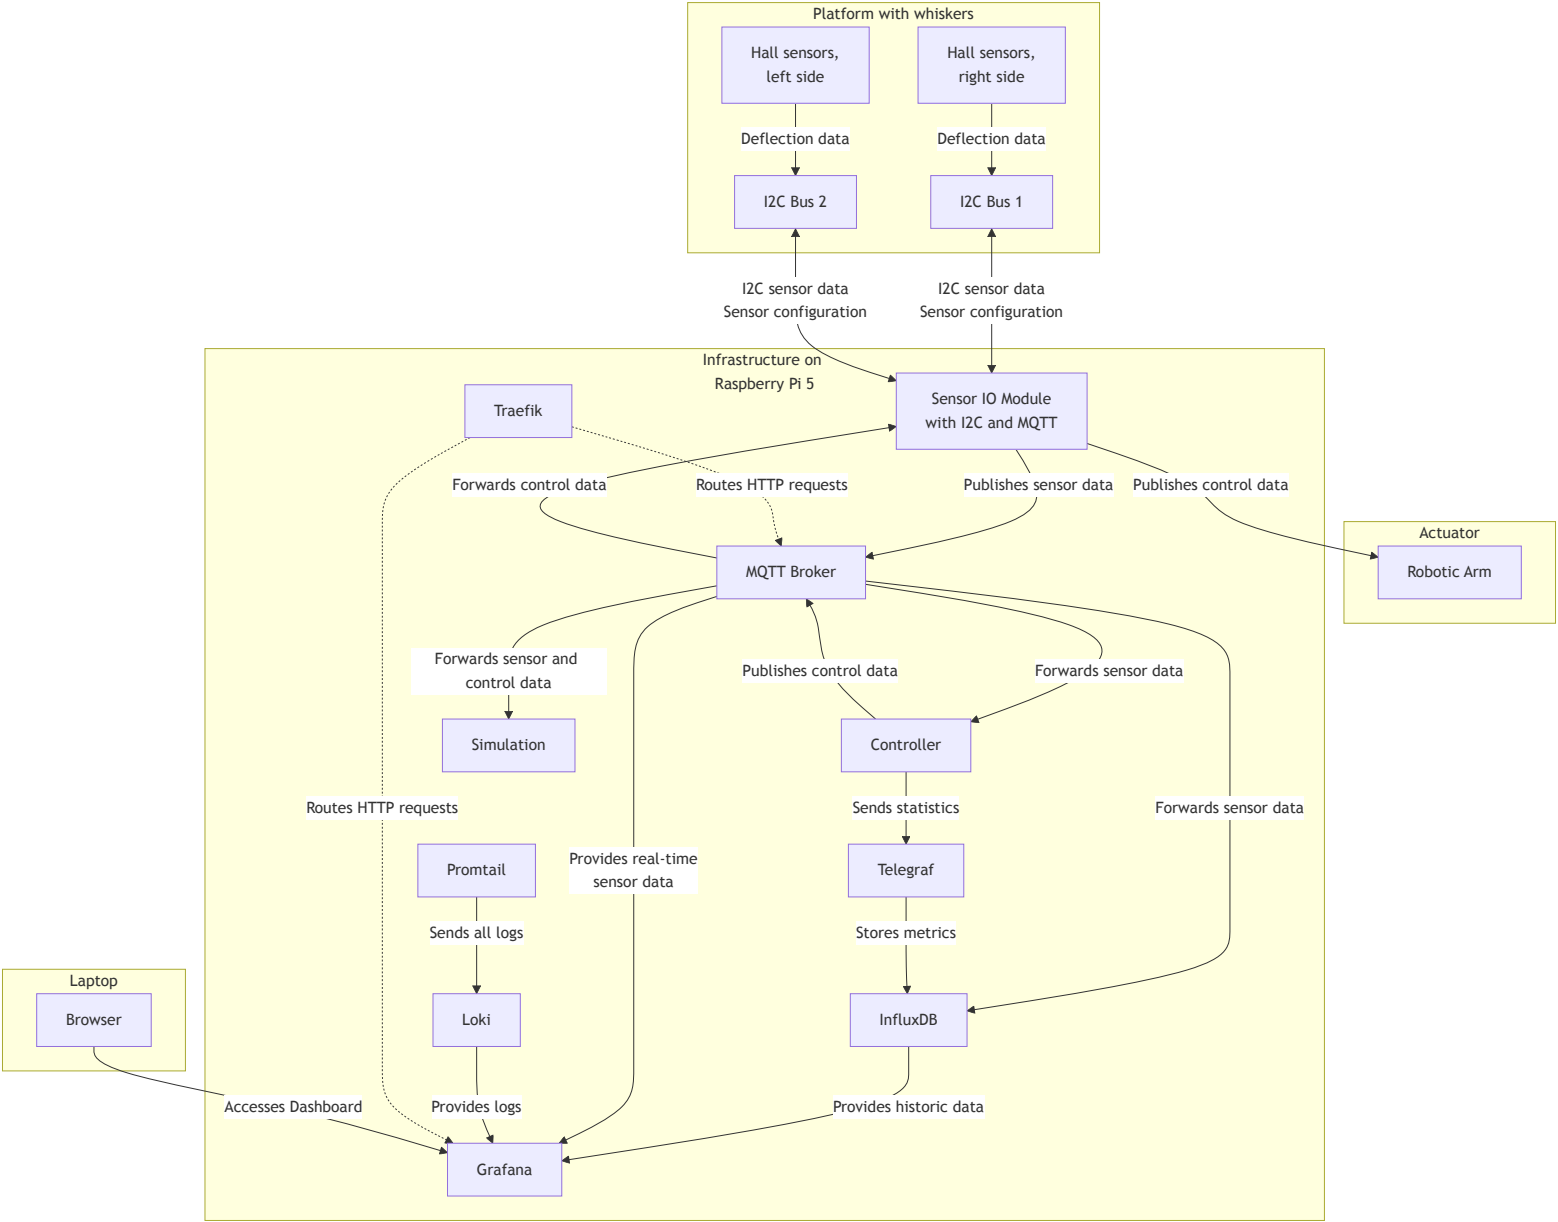 Platform with whiskers
Hall sensors,
left side
Hall sensors,
right side
Deflection data
Deflection data
I2C Bus 2
I2C Bus 1
I2C sensor data
Sensor configuration
I2C sensor data
Sensor configuration
Infrastructure on
Raspberry Pi 5
Traefik
Sensor IO Module
with I2C and MQTT
Forwards control data
Routes HTTP requests
Publishes sensor data
Publishes control data
Actuator
Robotic Arm
MQTT Broker
Forwards sensor and
control data
Publishes control data
Forwards sensor data
Simulation
Controller
Routes HTTP requests
Sends statistics
Forwards sensor data
Provides real-time
sensor data
Promtail
Telegraf
Sends all logs
Stores metrics
Laptop
Browser
Loki
InfluxDB
Accesses Dashboard
Provides logs
Provides historic data
Grafana